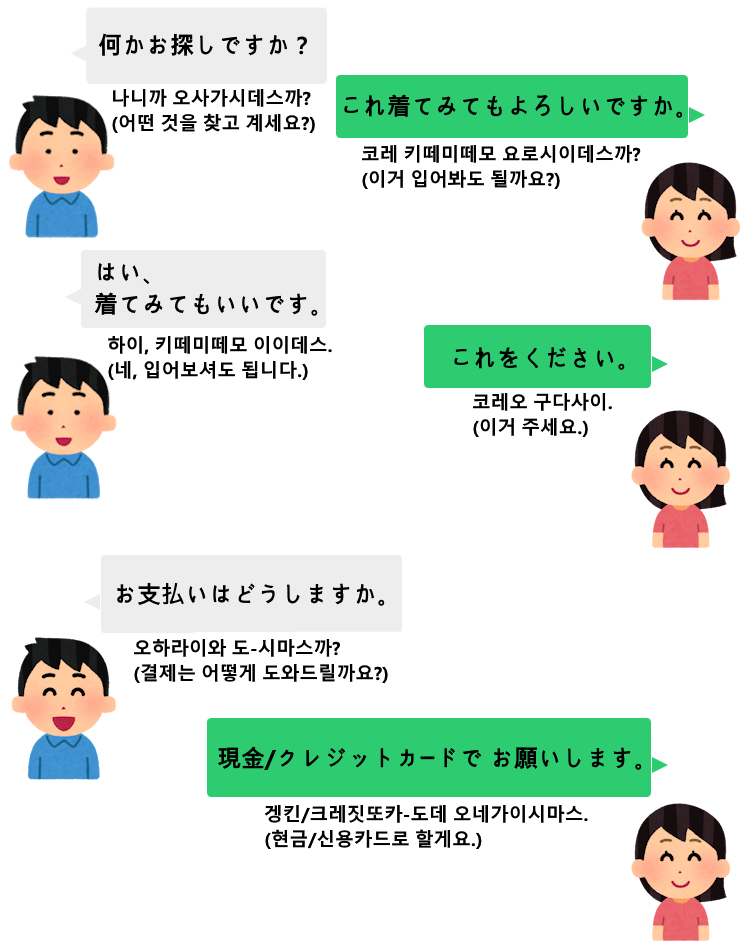 何かお探しですか？
나니까 오사가시데스까?
(어떤 것을 찾고 계세요?)
これ着てみてもよろしいですか。
코레 키떼미떼모 요로시이데스까?
(이거 입어봐도 될까요?)
はい、
着てみてもいいです。
하이, 키떼미떼모 이이데스.
(네, 입어보셔도 됩니다.)
これをください。
코레오 구다사이.
(이거 주세요.)
お支払いはどうしますか。
오하라이와 도-시마스까?
(결제는 어떻게 도와드릴까요?)
現金/クレジットカードで お願いします。
겡킨/크레짓또카-도데 오네가이시마스.
(현금/신용카드로 할게요.)